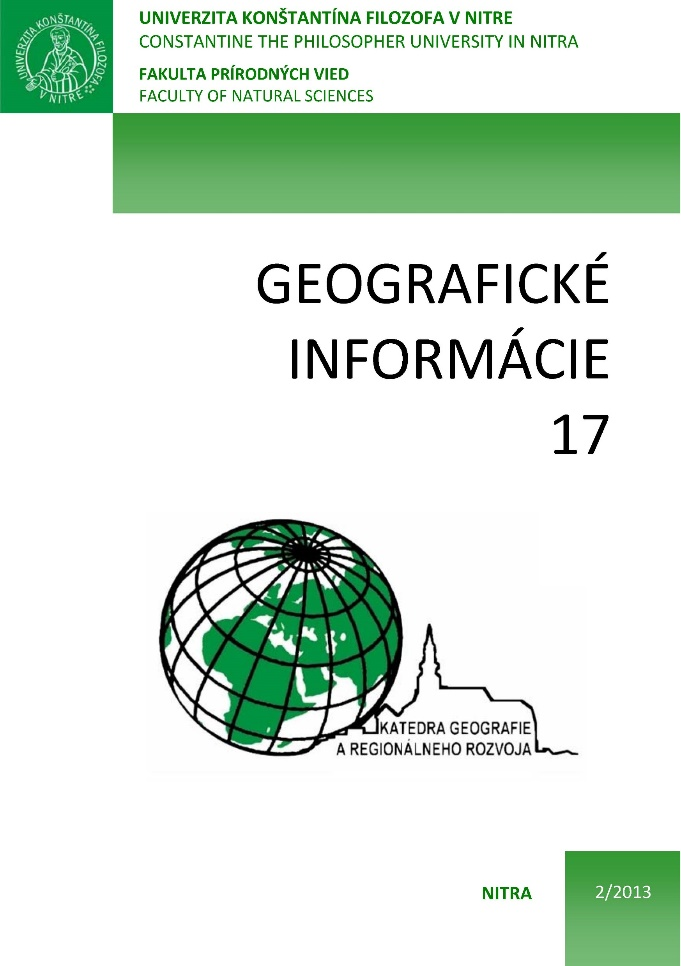 UNIVERZITA KONŠTANTÍNA FILOZOFA
V NITRE
UNIVERZITA KONŠTANTÍNA FILOZOFA V NITRE
CONSTANTINE THE PHILOSOPHER UNIVERSITY IN NITRA
FAKULTA PRÍRODNÝCH VIED
FACULTY OF NATURAL SCIENCES
GEOGRAFICKÉ
INFORMÁCIE
17
KATEDRA GEOGRAFIE
A REGIONÁLNEHO ROZVOJA
NITRA
2/2013